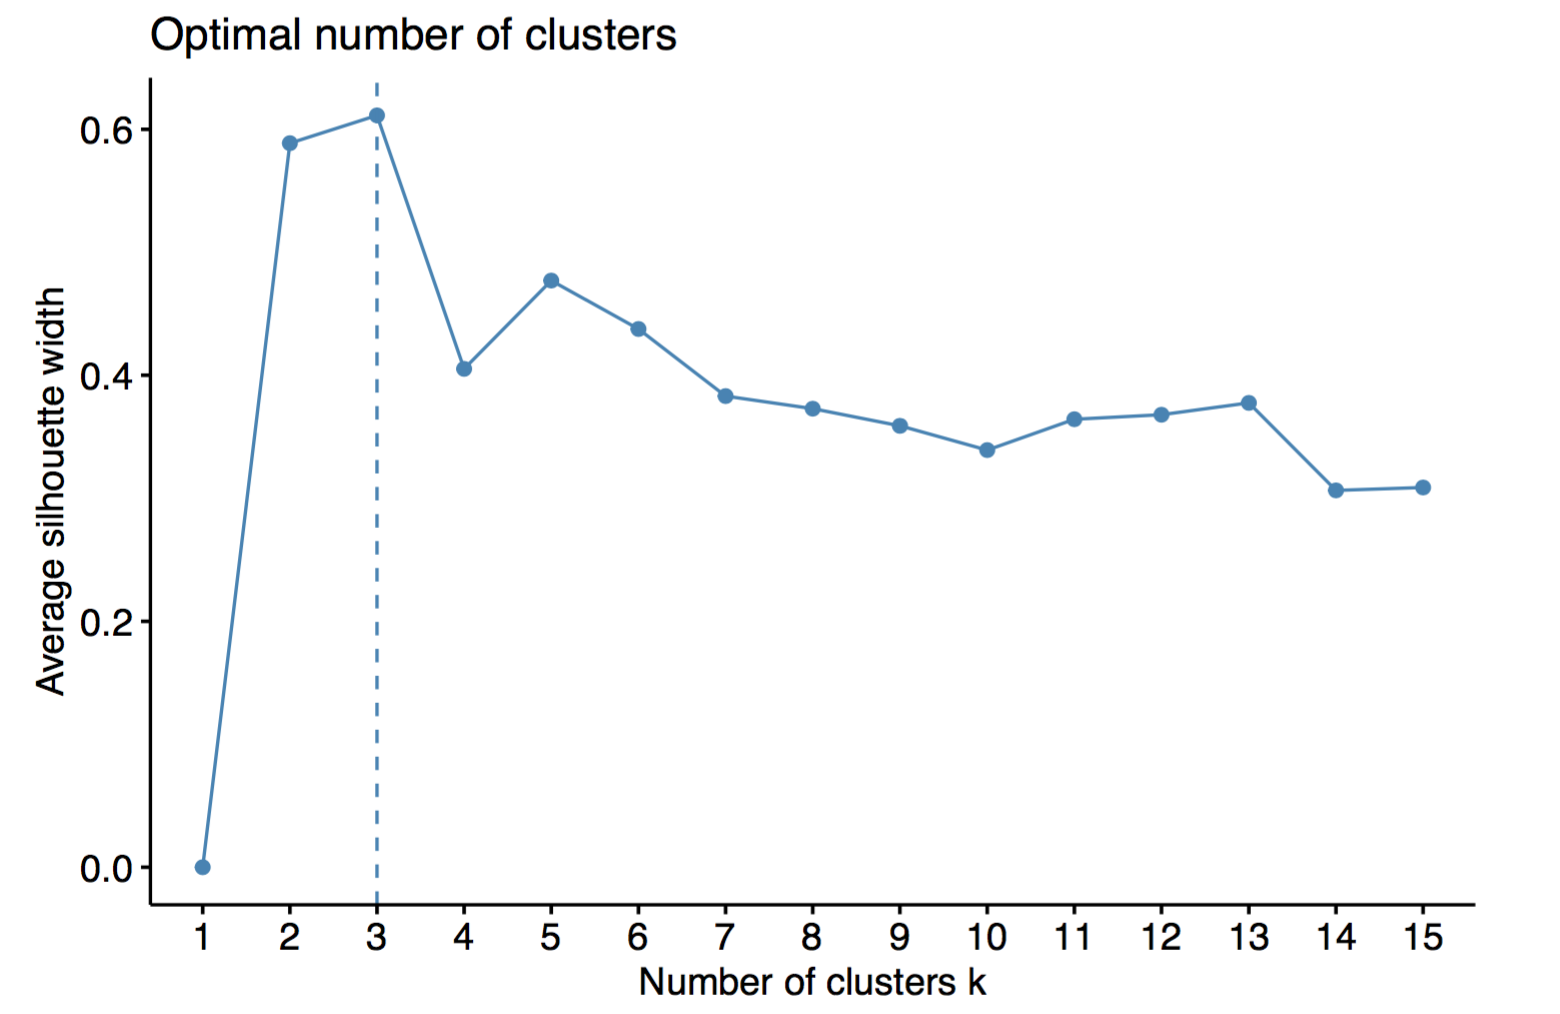 Optimal number of clusters
Average silhouette width
0.6
0.4
0.2
0.0
1 2 3 4 5 6 7 8 9 10 11 12 13 14 15
Number of clusters k